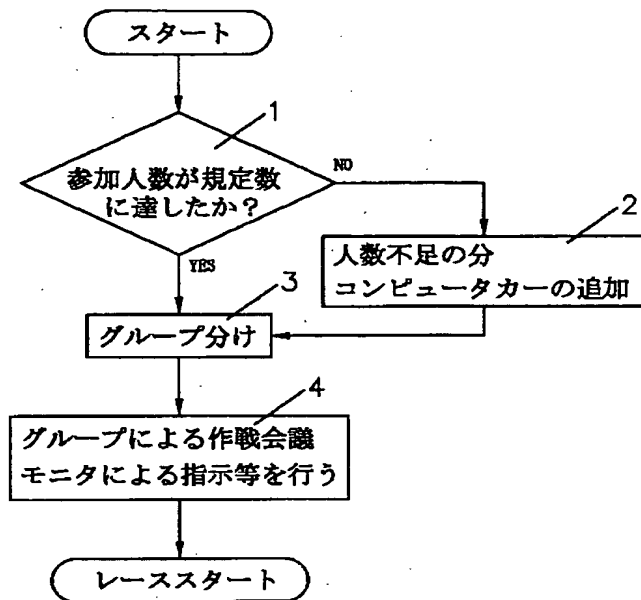 スタート
1
参加人数が規定数
に達したか?
NO
2
YES
人数不足の分
コンピュータカーの追加
3
グループ分け
4
グループによる作戦会議
モニタによる指示等を行う
レーススタート